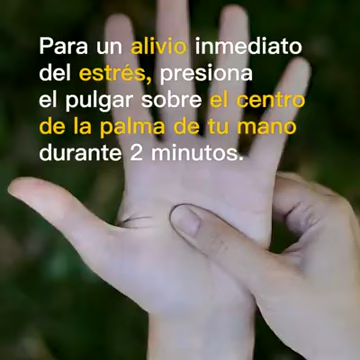 Para un alivio inmediato
del estrés, presiona
el pulgar sobre el centro
de la palma de tu mano
durante 2 minutos.